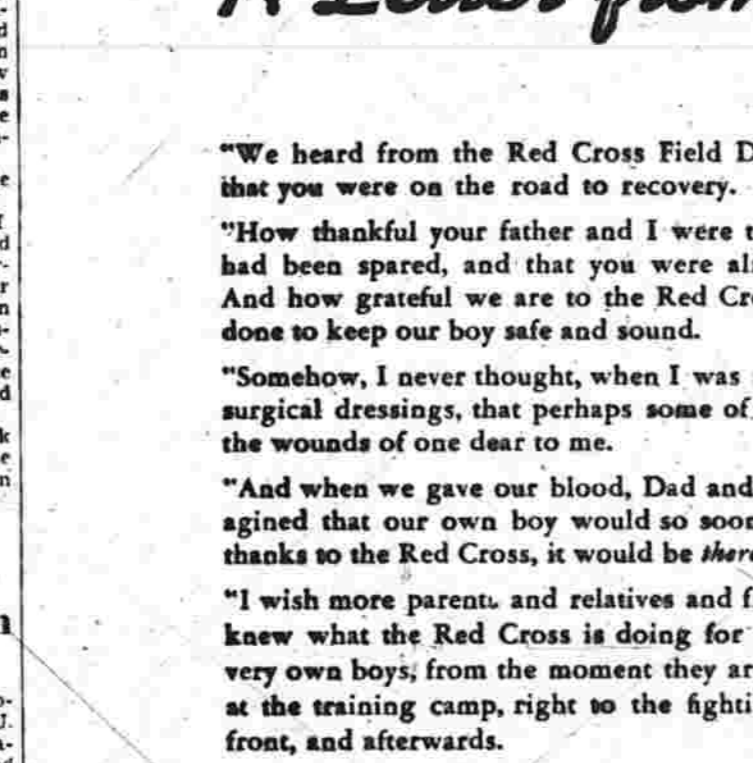 A Letter from
"We heard from the Red Cross Field D
that you were on the road to recovery.
"How thankful your father and I were t
had been spared, and that you were al
And how grateful we are to the Red Cr
done to keep our boy safe and sound.
"Somehow, I never thought, when I was
surgical dressings, that perhaps some of
the wounds of one dear to me.
"And when we gave our blood, Dad and
agined that our own boy would so soon
thanks to the Red Cross, it would be there
"I wish more parents and relatives and f
knew what the Red Cross is doing for
very own boys, from the moment they ar
at the training camp, right to the fighti
front, and afterwards.